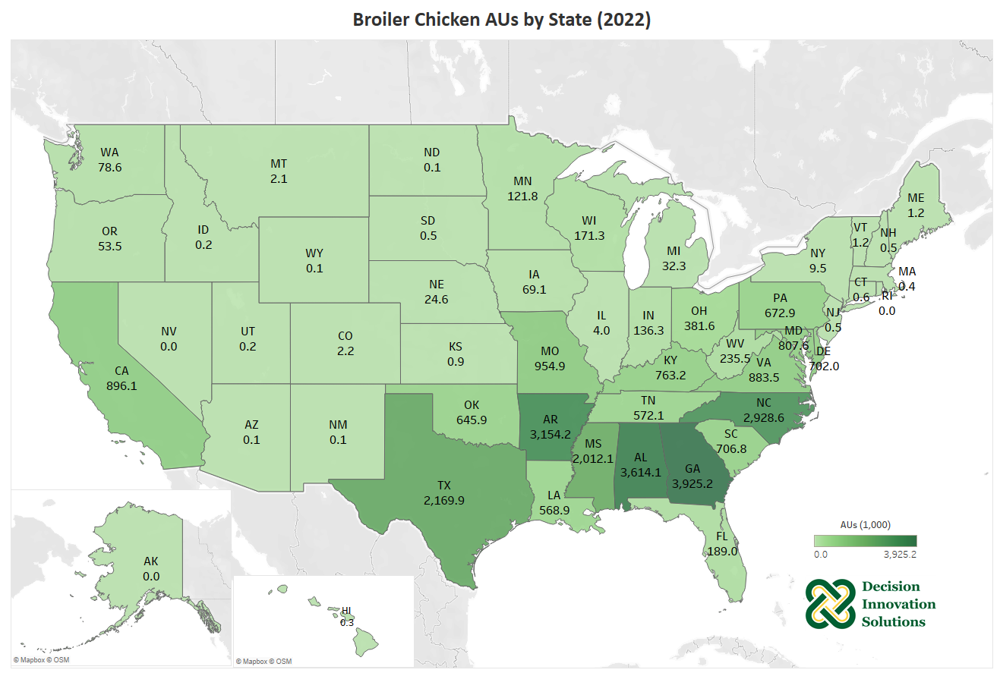 Broiler Chicken AUs by State (2022)
WA
78.6
MT
2.1
ND
0.1
MN
121.8
ME
1.2
OR
53.5
ID
0.2
SD
0.5
WI
171.3
VT
1.2
NH
0.5
WY
0.1
MI
32.3
NY
9.5
MA
0.4
IA
69.1
NE
24.6
CT
0.6
RI
0.0
PA
672.9
NV
0.0
UT
0.2
CO
2.2
IL
4.0
IN
136.3
OH
381.6
NJ
0.5
MD
807.6
KS
0.9
MO
954.9
WV
235.5
DE
702.0
CA
896.1
KY
763.2
VA
883.5
OK
645.9
TN
572.1
NC
2,928.6
AZ
0.1
NM
0.1
AR
3,154.2
SC
706.8
MS
2,012.1
AL
3,614.1
GA
3,925.2
TX
2,169.9
LA
568.9
FL
189.0
AK
0.0
HI
0.3
AUs (1,000)
0.0 3,925.2
Decision
Innovation
Solutions
© Mapbox © OSM
© Mapbox © OSM